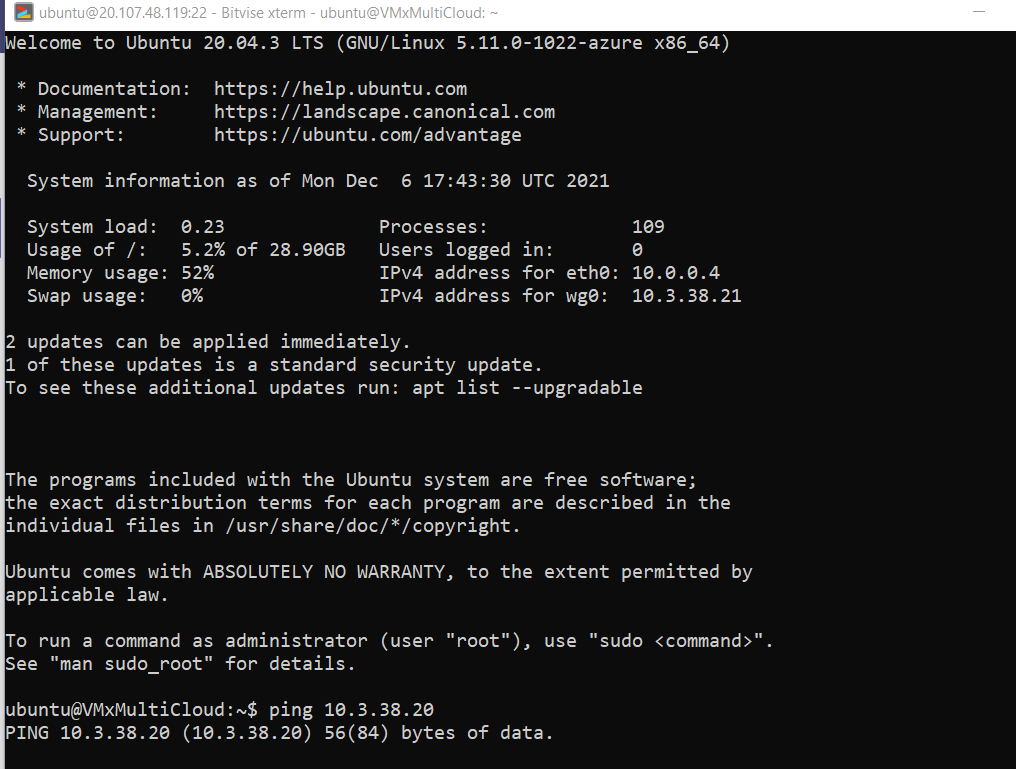 ubuntu@20.107.48.119:22 - Bitvise xterm - ubuntu@VMxMultiCloud: ~
Welcome to Ubuntu 20.04.3 LTS (GNU/Linux 5.11.0-1022-azure x86_64)

 * Documentation:  https://help.ubuntu.com
 * Management:     https://landscape.canonical.com
 * Support:        https://ubuntu.com/advantage

  System information as of Mon Dec  6 17:43:30 UTC 2021

  System load:  0.23              Processes:             109
  Usage of /:   5.2% of 28.90GB   Users logged in:       0
  Memory usage: 52%               IPv4 address for eth0: 10.0.0.4
  Swap usage:   0%                IPv4 address for wg0:  10.3.38.21

2 updates can be applied immediately.
1 of these updates is a standard security update.
To see these additional updates run: apt list --upgradable

The programs included with the Ubuntu system are free software;
the exact distribution terms for each program are described in the
individual files in /usr/share/doc/*/copyright.

Ubuntu comes with ABSOLUTELY NO WARRANTY, to the extent permitted by
applicable law.

To run a command as administrator (user "root"), use "sudo <command>".
See "man sudo_root" for details.

ubuntu@VMxMultiCloud:~$ ping 10.3.38.20
PING 10.3.38.20 (10.3.38.20) 56(84) bytes of data.